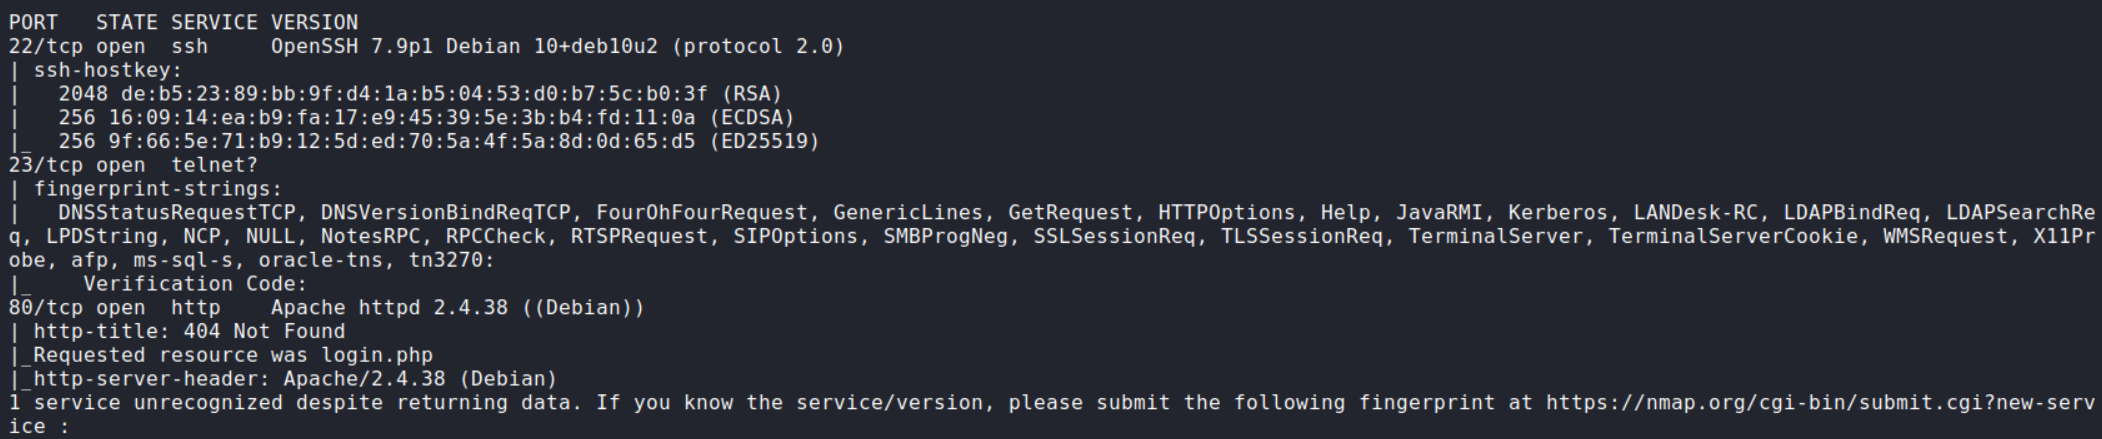 PORT   STATE SERVICE VERSION
22/tcp open  ssh     OpenSSH 7.9p1 Debian 10+deb10u2 (protocol 2.0)
| ssh-hostkey:
|   2048 de:b5:23:89:bb:9f:d4:1a:b5:04:53:d0:b7:5c:b0:3f (RSA)
|   256 16:09:14:ea:b9:fa:17:e9:45:39:5e:3b:b4:fd:11:0a (ECDSA)
|_  256 9f:66:5e:71:b9:12:5d:ed:70:5a:4f:5a:8d:0d:65:d5 (ED25519)
23/tcp open  telnet?
| fingerprint-strings:
|   DNSStatusRequestTCP, DNSVersionBindReqTCP, FourOhFourRequest, GenericLines, GetRequest, HTTPOptions, Help, JavaRMI, Kerberos, LANDesk-RC, LDAPBindReq, LDAPSearchRe
q, LPDString, NCP, NULL, NotesRPC, RPCCheck, RTSPRequest, SIPOptions, SMBProgNeg, SSLSessionReq, TLSSessionReq, TerminalServer, TerminalServerCookie, WMSRequest, X11Pr
obe, afp, ms-sql-s, oracle-tns, tn3270:
|_    Verification Code:
80/tcp open  http    Apache httpd 2.4.38 ((Debian))
| http-title: 404 Not Found
|_Requested resource was login.php
|_http-server-header: Apache/2.4.38 (Debian)
1 service unrecognized despite returning data. If you know the service/version, please submit the following fingerprint at https://nmap.org/cgi-bin/submit.cgi?new-serv
ice :